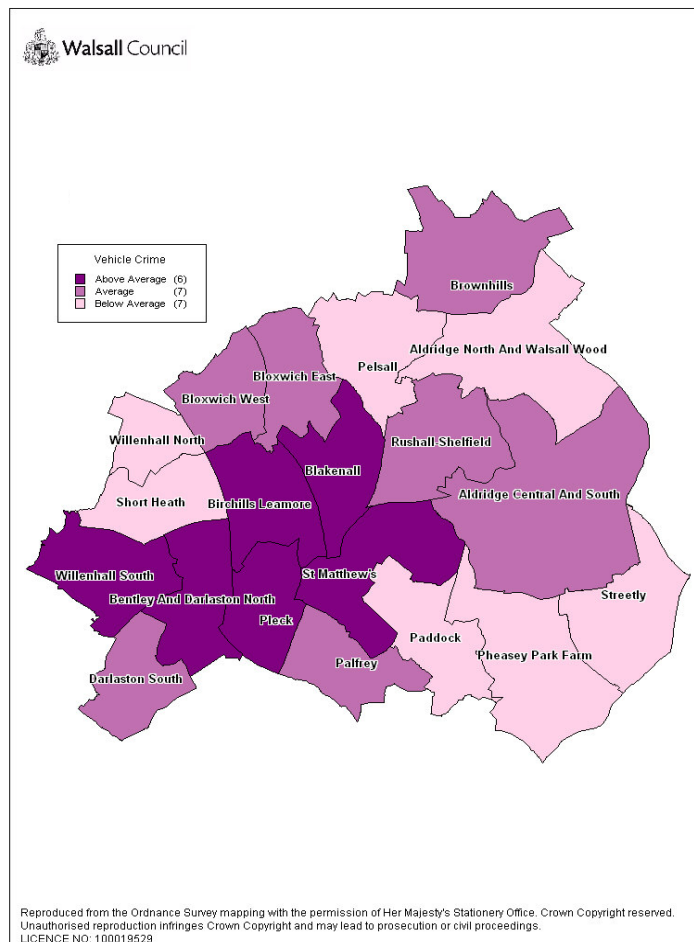 Walsall Council
Vehicle Crime
Above Average (6)
Average (7)
Below Average (7)
Brownhills
Aldridge North And Walsall Wood
Pelsall
Bloxwich East
Bloxwich West
Willenhall North
Rushall-Shelfield
Blakenall
Short Heath
Birchills Leamore
Aldridge Central And South
Willenhall South
St Matthew's
Bentley And Darlaston North
Streetly
Pleck
Paddock
Pheasey Park Farm
Palfrey
Darlaston South
Reproduced from the Ordnance Survey mapping with the permission of Her Majesty's Stationery Office. Crown Copyright reserved.
Unauthorised reproduction infringes Crown Copyright and may lead to prosecution or civil proceedings.
LICENCE NO: 100019529